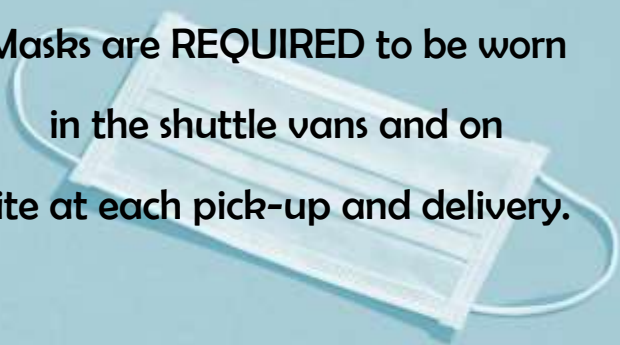 Masks are REQUIRED to be worn
in the shuttle vans and on
ite at each pick-up and delivery.